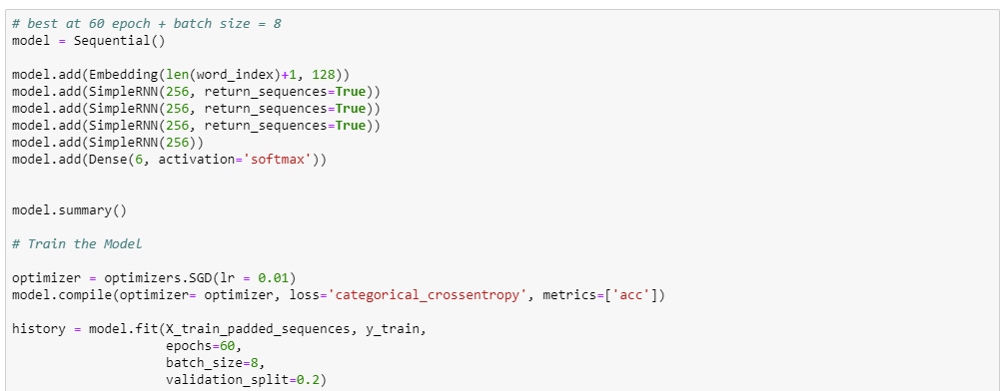 # best at 60 epoch + batch size = 8
model = Sequential()
model.add(Embedding(len(word_index)+1, 128))
model.add(SimpleRNN(256, return_sequences=True))
model.add(SimpleRNN(256, return_sequences=True))
model.add(SimpleRNN(256, return_sequences=True))
model.add(SimpleRNN(256))
model.add(Dense(6, activation='softmax'))
model.summary()
# Train the Model
optimizer = optimizers.SGD(lr = 0.01)
model.compile(optimizer= optimizer, loss='categorical_crossentropy', metrics=['acc'])
history = model.fit(X_train_padded_sequences, y_train,
epochs=60,
batch_size=8,
validation_split=0.2)